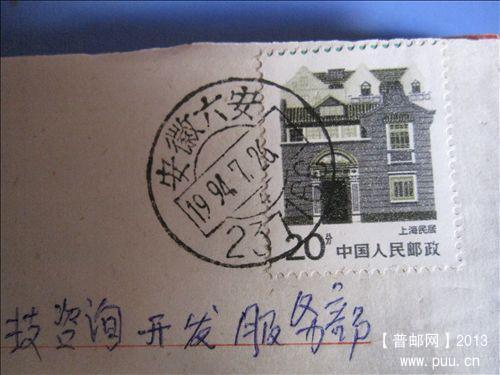 安徽六安
1994.7.26
23
上海民居
20分 中国人民邮政
技咨询开发服务部
【普邮网】2013
www.puu.cn